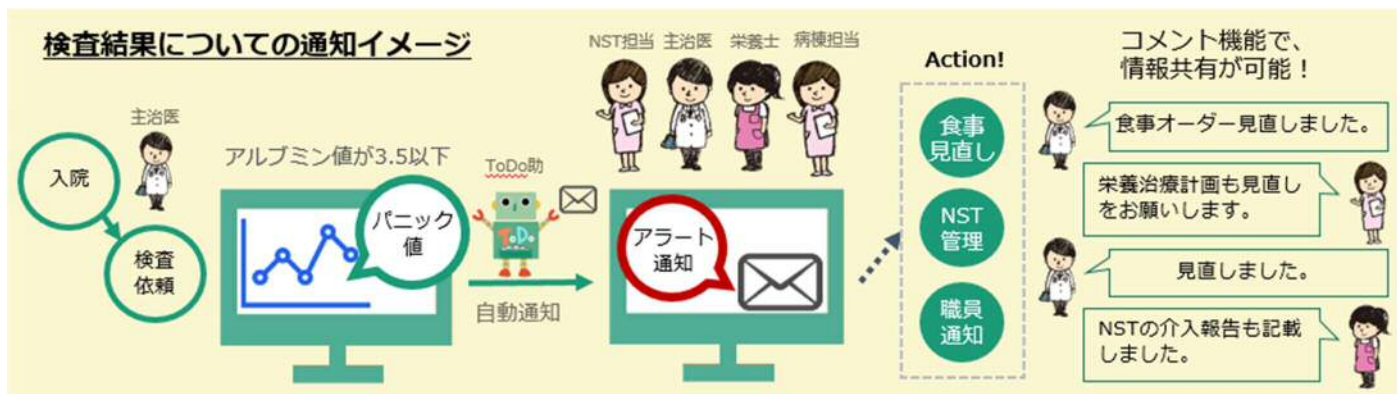 検査結果についての通知イメージ
主治医
入院
検査
依頼
アルブミン値が3.5以下
パニック
値
ToDo助
ToDo
自動通知
NST担当 主治医 栄養士 病棟担当
アラート
通知
Action!
食事
見直し
NST
管理
職員
通知
コメント機能で、
情報共有が可能！
食事オーダー見直しました。
栄養治療計画も見直し
をお願いします。
見直しました。
NSTの介入報告も記載
しました。